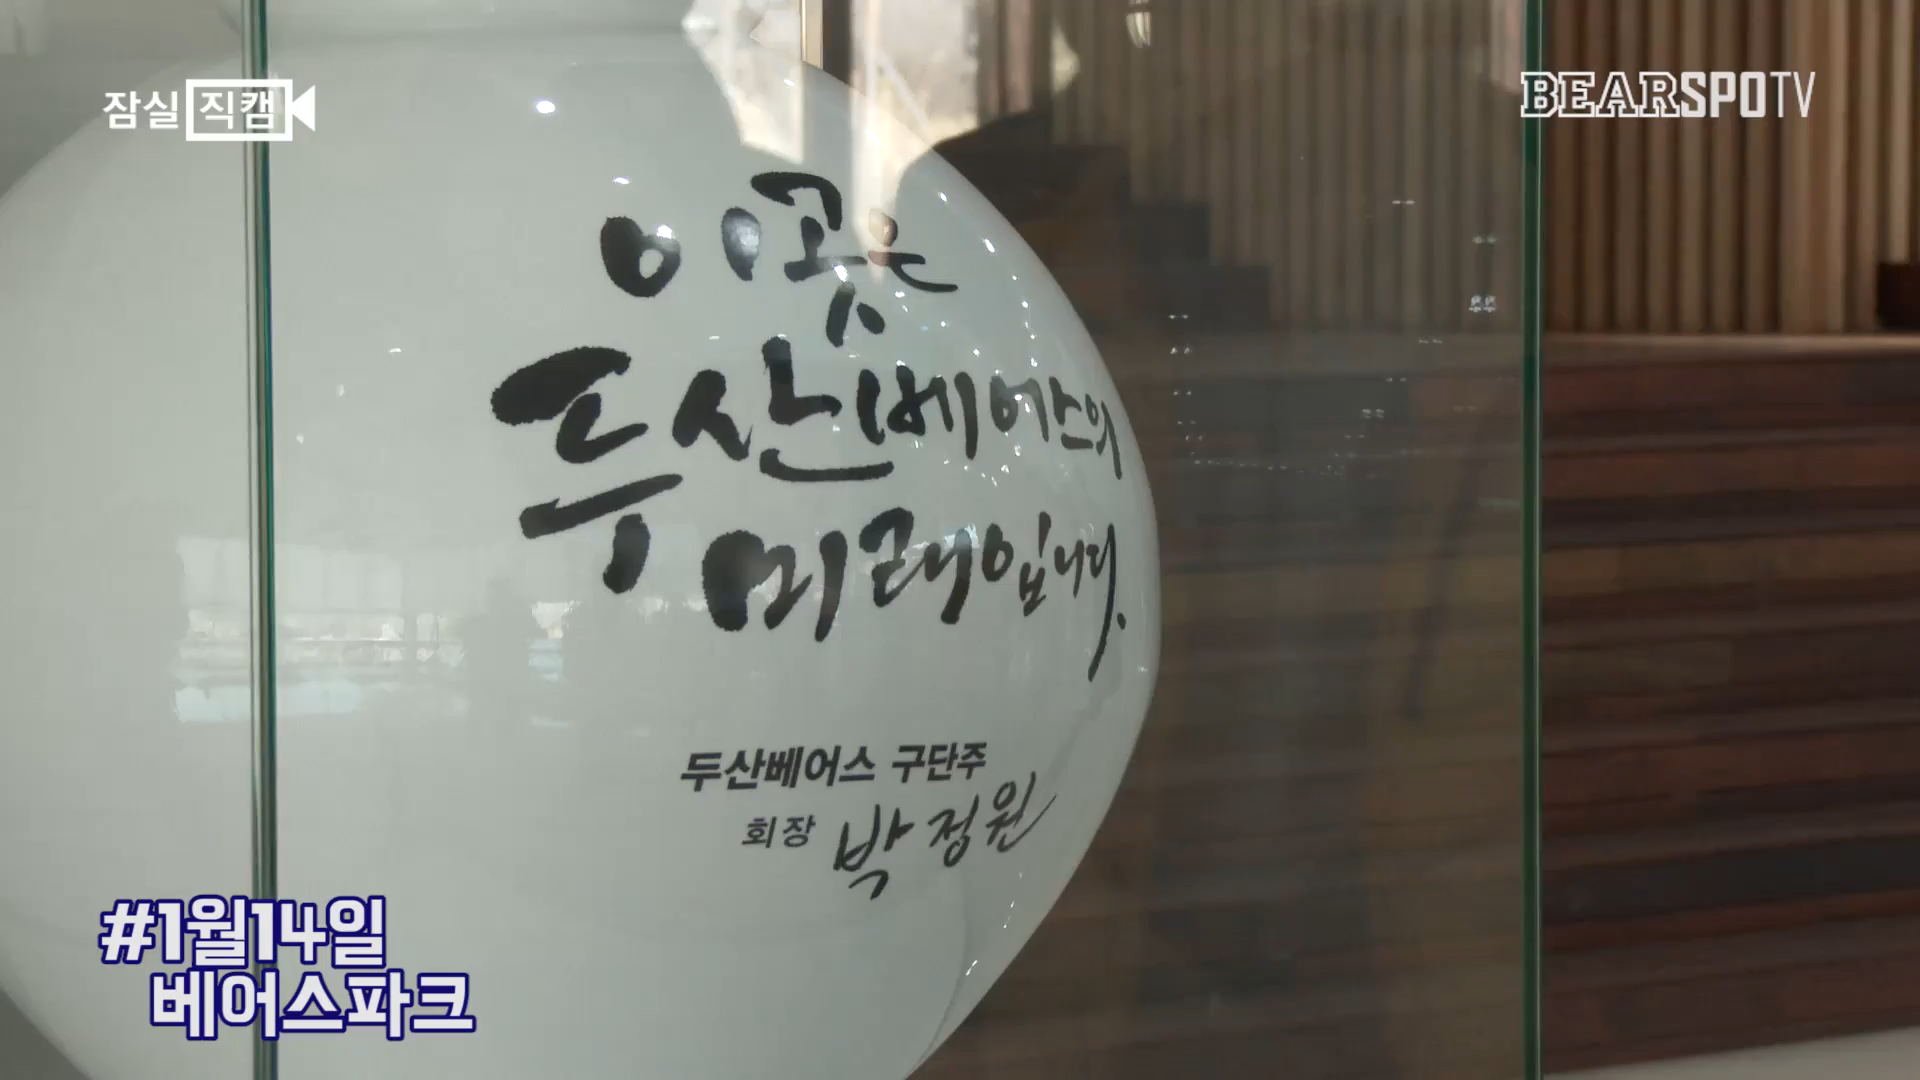 잠실 직캠
BEARSPOTV
이곳은
두산베어스의
미래입니다.
두산베어스 구단주
회장 박정원
#1월14일
베어스파크